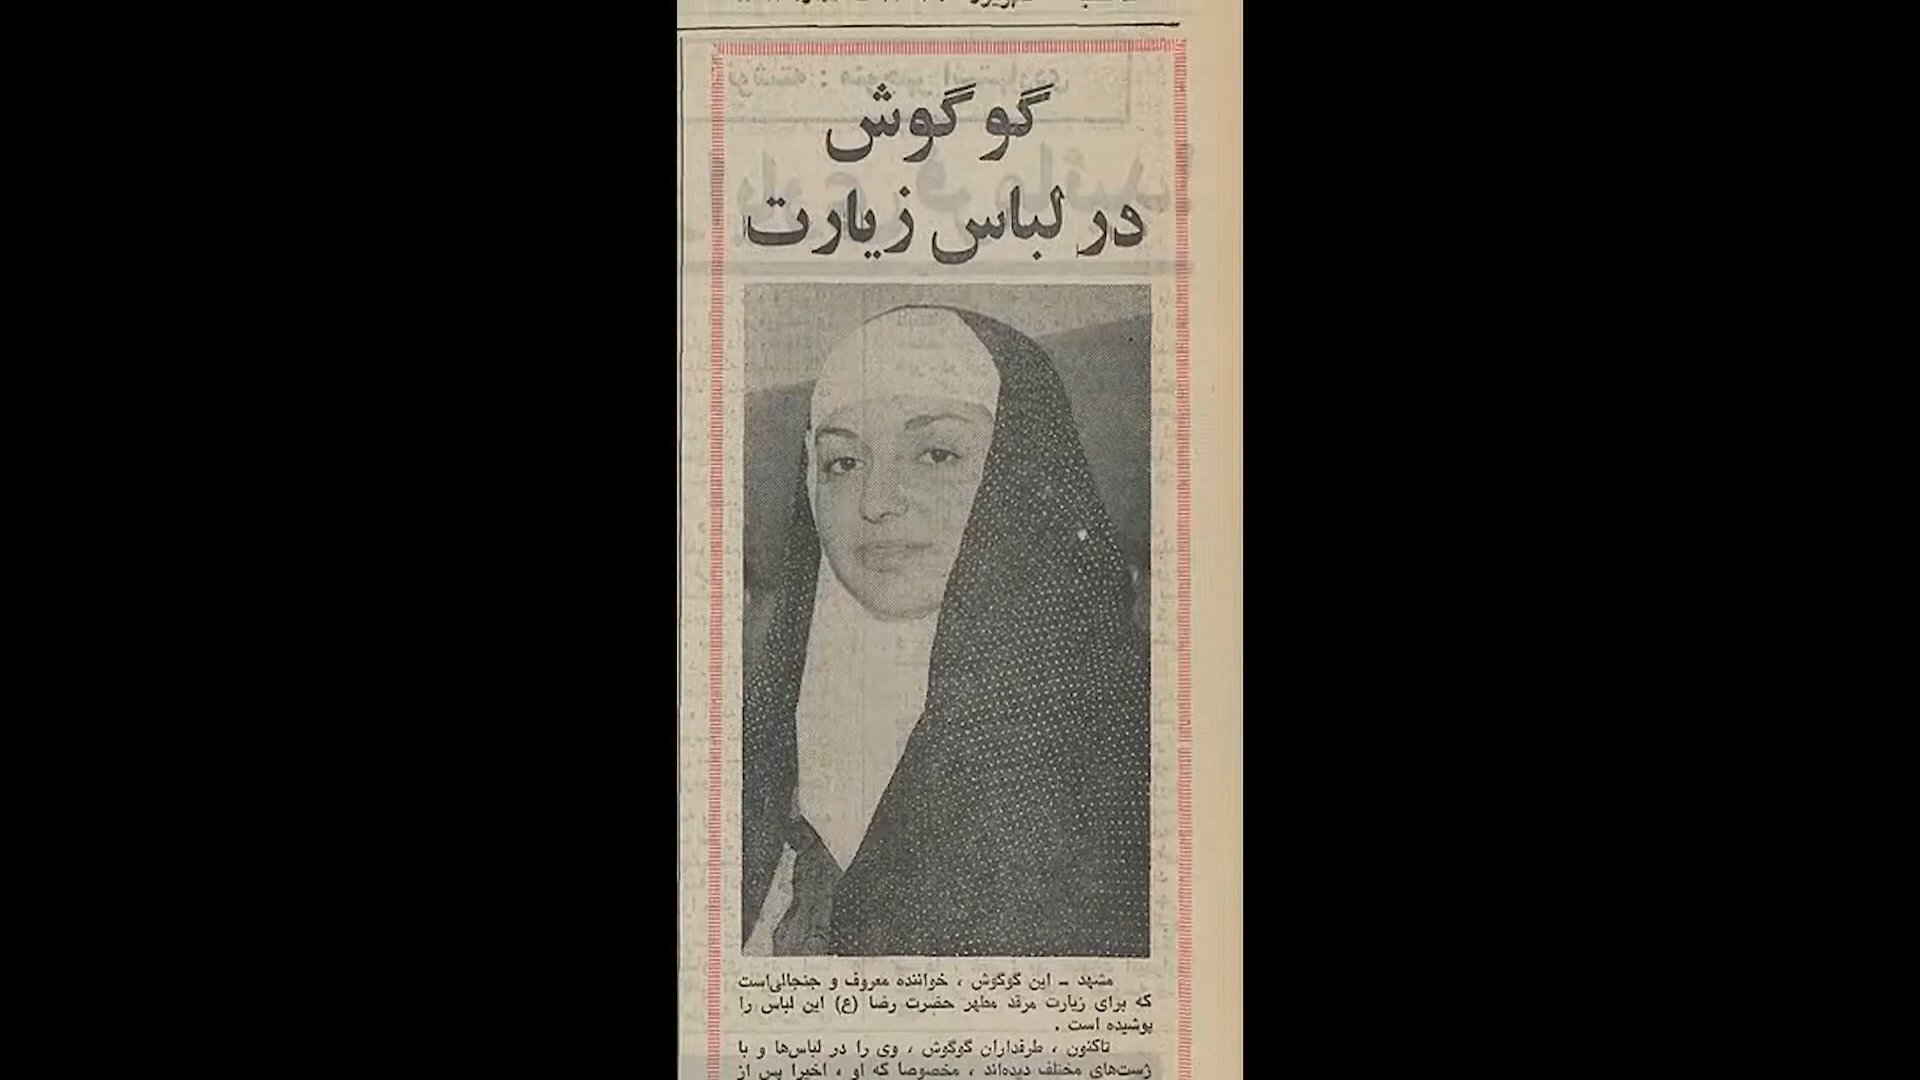 گوگوش
در لباس زیارت
مشهد ـ این گوگوش ، خواننده معروف و جنجالی‌است
که برای زیارت مرقد مطهر حضرت رضا (ع) این لباس را
پوشیده است .
تاکنون ، طرفداران گوگوش ، وی را در لباس‌ها و با
ژست‌های مختلف دیده‌اند ، مخصوصا که او ، اخیرا پس از